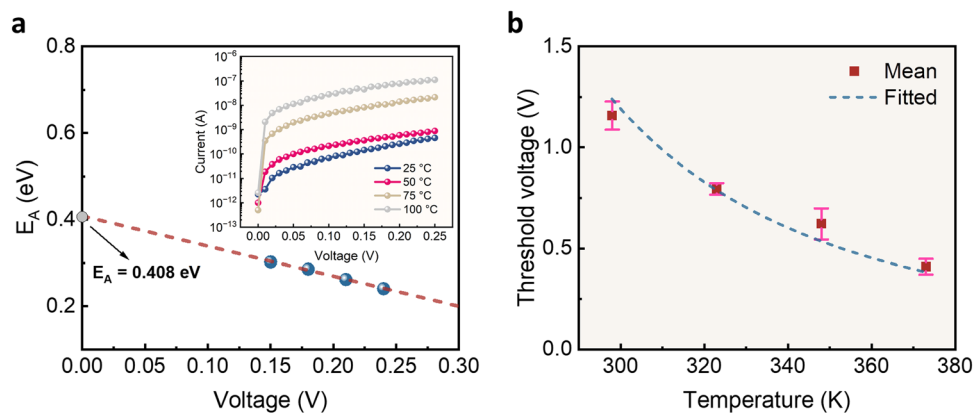 a
E_A (eV)
0.8
0.6
0.4
0.2
0.00
0.05
0.10
0.15
0.20
0.25
0.30
Voltage (V)
E_A = 0.408 eV
Current (A)
10⁻⁶
10⁻⁷
10⁻⁸
10⁻⁹
10⁻¹⁰
10⁻¹¹
10⁻¹²
10⁻¹³
25 °C
50 °C
75 °C
100 °C
0.00
0.05
0.10
0.15
0.20
0.25
Voltage (V)
b
Threshold voltage (V)
1.5
1.0
0.5
0.0
Mean
Fitted
300
320
340
360
380
Temperature (K)